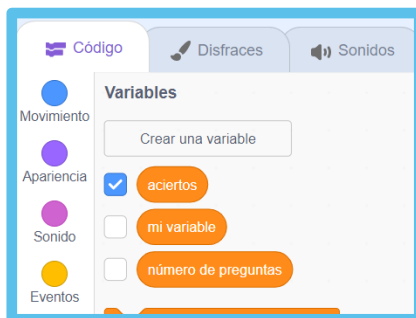 Código
Disfraces
Sonidos
Movimiento
Apariencia
Sonido
Eventos
Variables
Crear una variable
aciertos
mi variable
número de preguntas